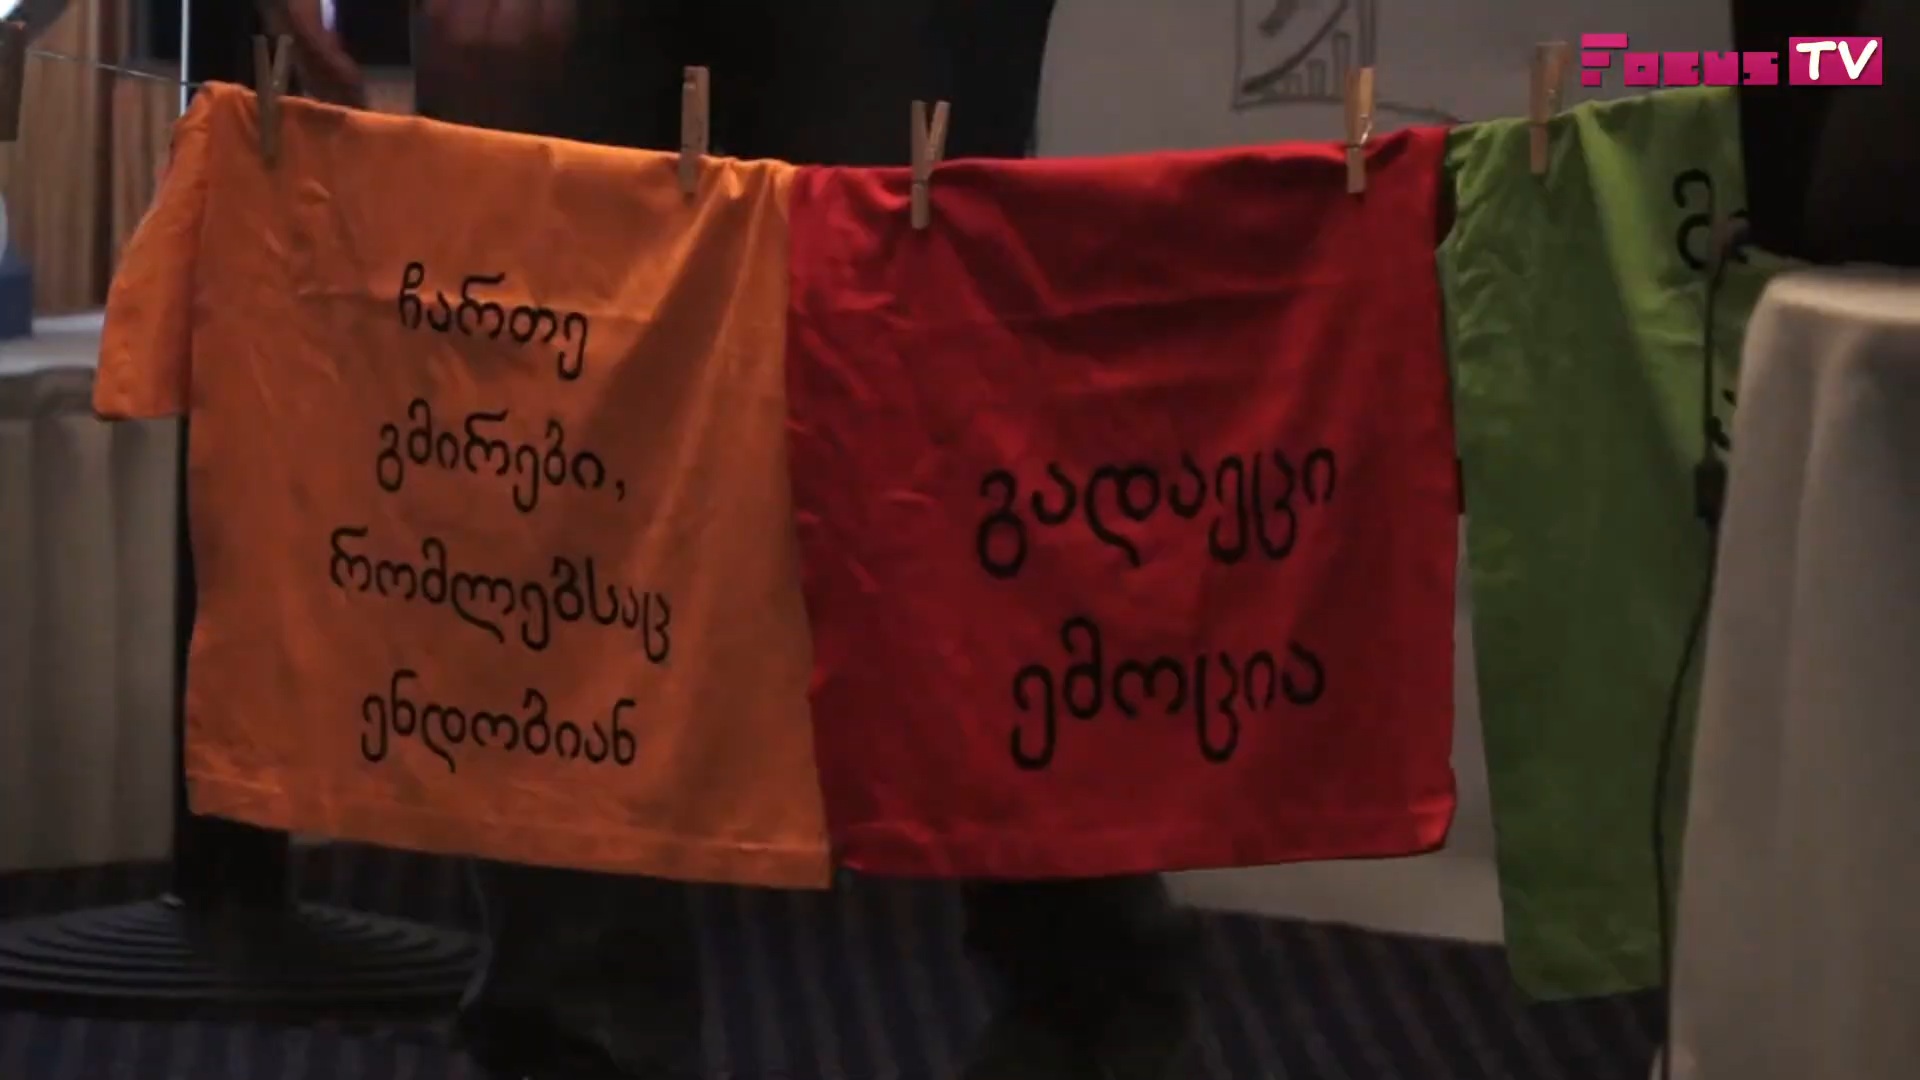 Focus TV
ჩართე
გმირები,
რომლებსაც
ენდობიან
გადაეცი
ემოცია